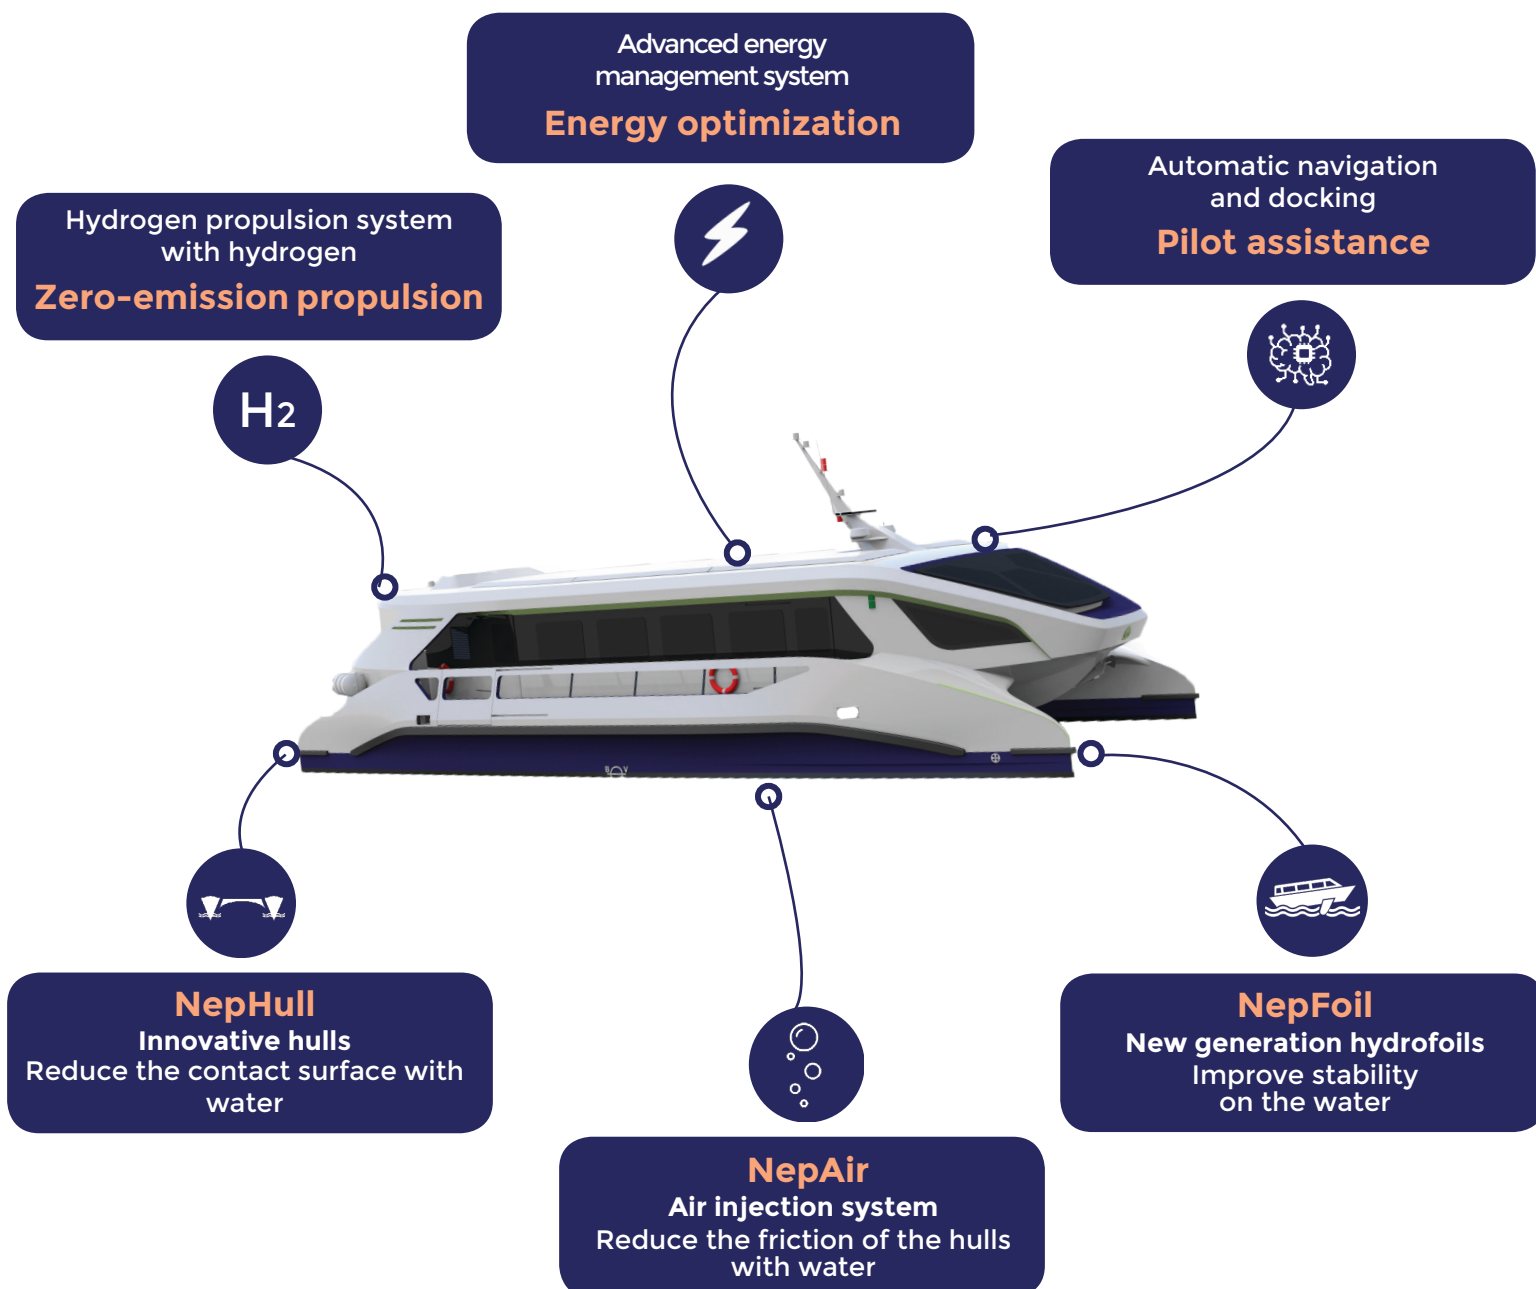 Advanced energy
management system
Energy optimization
Automatic navigation
and docking
Pilot assistance
Hydrogen propulsion system
with hydrogen
Zero-emission propulsion
H2
B V
NepHull
Innovative hulls
Reduce the contact surface with
water
NepFoil
New generation hydrofoils
Improve stability
on the water
NepAir
Air injection system
Reduce the friction of the hulls
with water